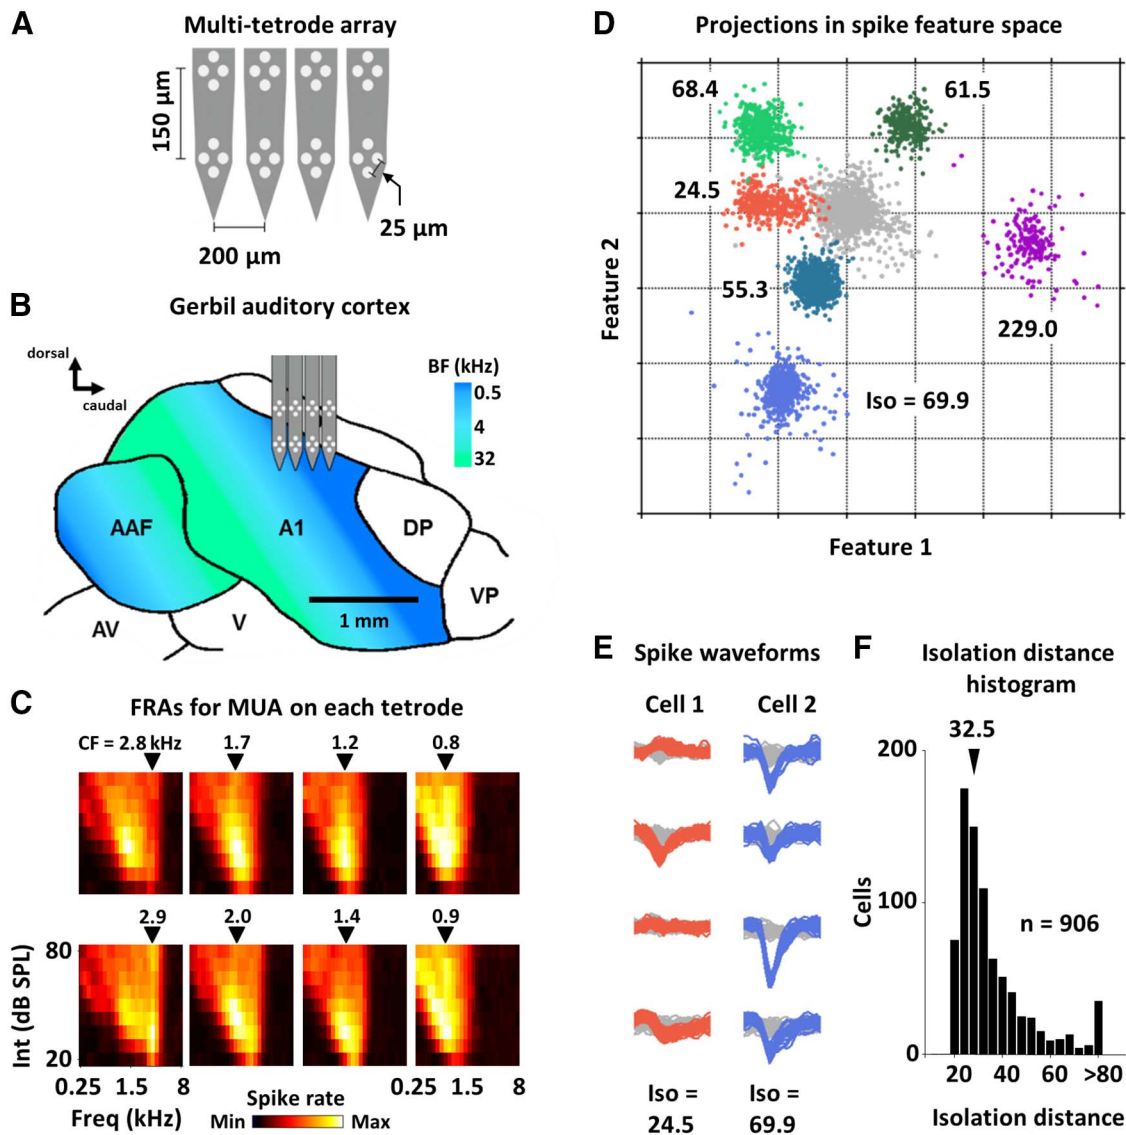 A
Multi-tetrode array
150 µm
200 µm
25 µm
B
Gerbil auditory cortex
dorsal
caudal
BF (kHz)
0.5
4
32
AAF
A1
DP
VP
AV
V
1 mm
C
FRAs for MUA on each tetrode
CF = 2.8 kHz 1.7 1.2 0.8
2.9 2.0 1.4 0.9
Int (dB SPL)
80
20
0.25 1.5 8 0.25 1.5 8
Freq (kHz)
Spike rate
Min Max
D
Projections in spike feature space
68.4
61.5
24.5
55.3
229.0
Iso = 69.9
Feature 2
Feature 1
E
Spike waveforms
Cell 1 Cell 2
Iso = Iso =
24.5 69.9
F
Isolation distance
histogram
32.5
200
100
0
Cells
n = 906
20 40 60 >80
Isolation distance